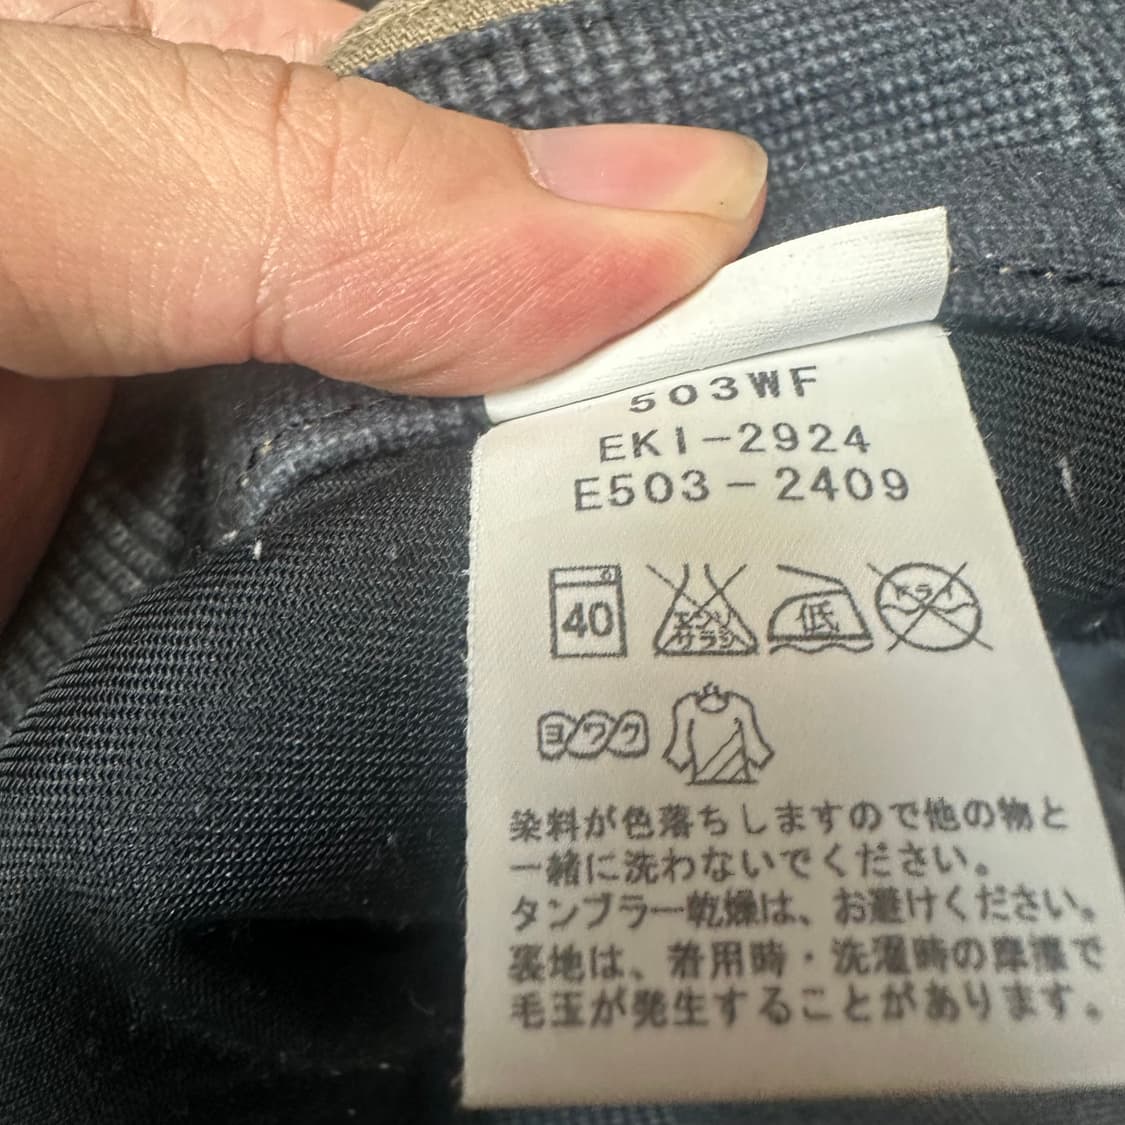 503WF
EKI-2924
E503-2409
40 エンソ サラシ 低 ドライ
ヨワク
染料が色落ちしますので他の物と
一緒に洗わないでください。
タンブラー乾燥は、お避けください。
裏地は、着用時・洗濯時の摩擦で
毛玉が発生することがあります。